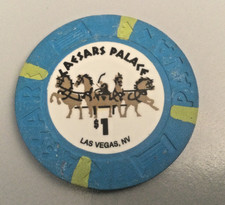 CAESARS PALACE
$1
LAS VEGAS, NV